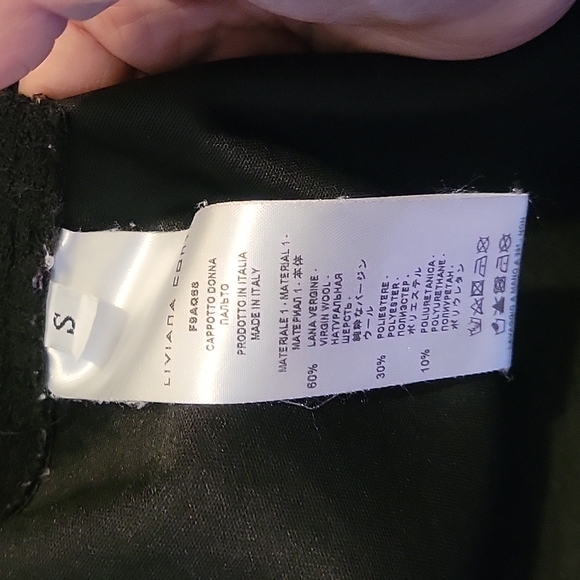 S
LIVIANA CON
F9AQ88
CAPPOTTO DONNA
ПАЛЬТО
PRODOTTO IN ITALIA
MADE IN ITALY
MATERIALE 1 - MATERIAL 1 -
МАТЕРИАЛ 1 - 本体
60% LANA VERGINE -
VIRGIN WOOL -
НАТУРАЛЬНАЯ
ШЕРСТЬ -
純粋なバージン
ウール
30% POLIESTERE -
POLYESTER -
ПОЛИЭСТЕР -
ポリエステル
10% POLIURETANICA -
POLYURETHANE -
ПОЛИУРЕТАН -
ポリウレタン